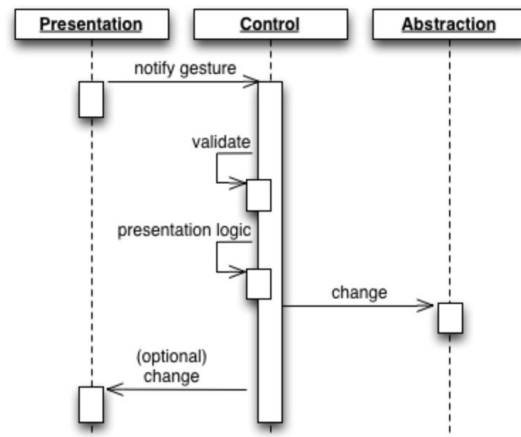 Presentation
Control
Abstraction
notify gesture
validate
presentation logic
change
(optional)
change